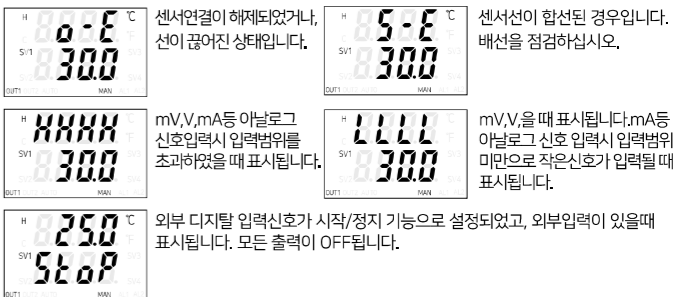 H o-E ℃
SV1 30.0
OUT1 MAN
센서연결이 해제되었거나,
선이 끊어진 상태입니다.
H S-E ℃
SV1 30.0
OUT1 MAN
센서선이 합선된 경우입니다.
배선을 점검하십시오.
H HHHH
SV1 30.0
OUT1 MAN
mV,V,mA등 아날로그
신호입력시 입력범위를
초과하였을 때 표시됩니다.
H LLLL
SV1 30.0
OUT1 MAN
mV,V,을 때 표시됩니다.mA등
아날로그 신호 입력시 입력범위
미만으로 작은신호가 입력될 때
표시됩니다.
H 25.0 ℃
SV1 StoP
OUT1 MAN
외부 디지탈 입력신호가 시작/정지 기능으로 설정되었고, 외부입력이 있을때
표시됩니다. 모든 출력이 OFF됩니다.